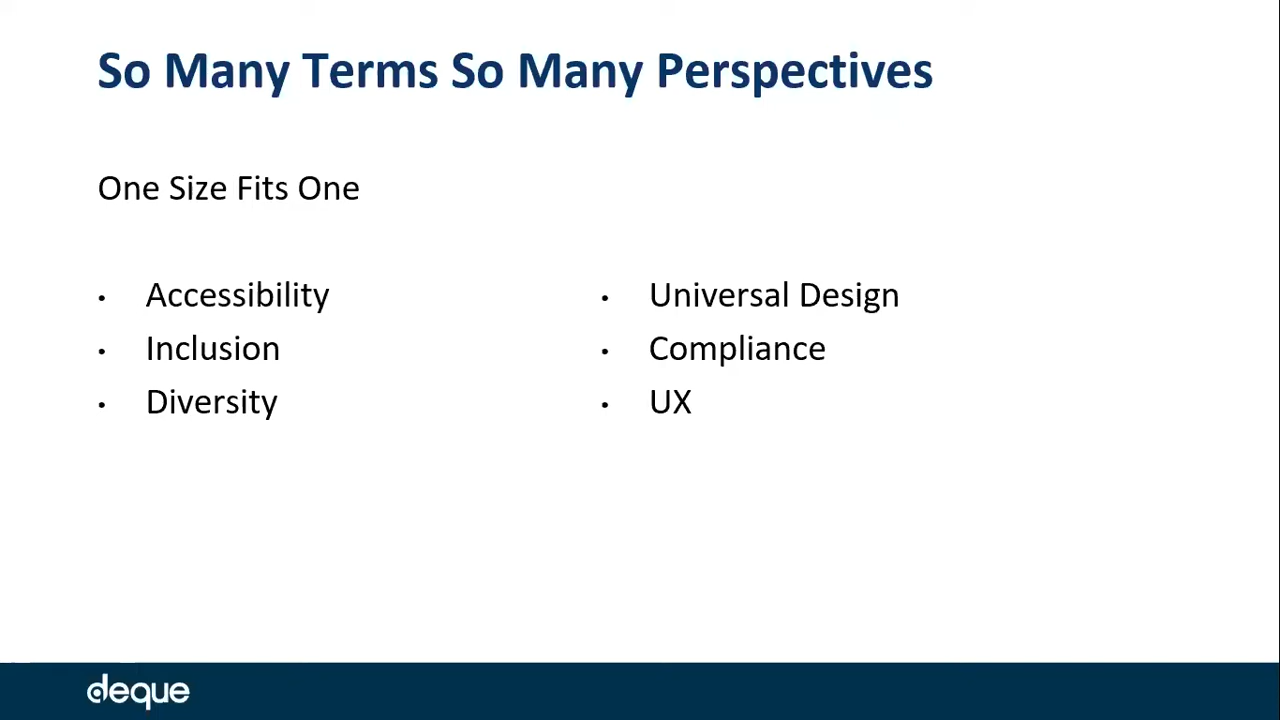 So Many Terms So Many Perspectives
One Size Fits One
• Accessibility
• Inclusion
• Diversity
• Universal Design
• Compliance
• UX
deque